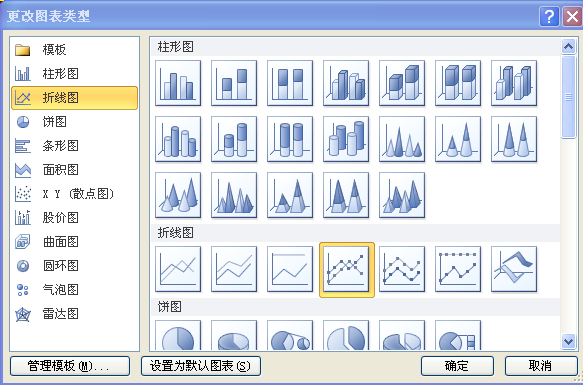 更改图表类型
模板
柱形图
折线图
饼图
条形图
面积图
X Y (散点图)
股价图
曲面图
圆环图
气泡图
雷达图
柱形图
折线图
饼图
管理模板(M)...
设置为默认图表(S)
确定
取消